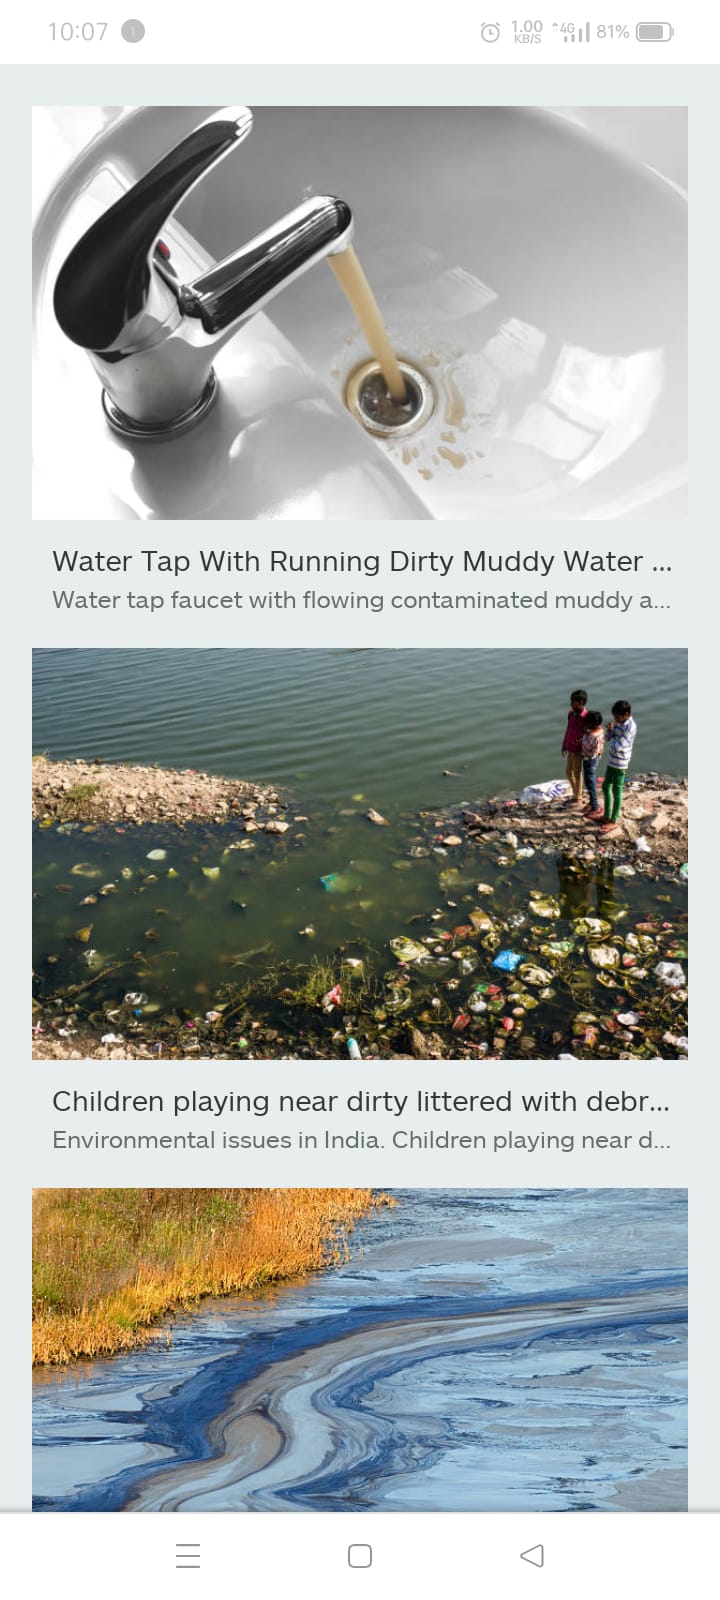 10:07
1
1.00
KB/S
4G
81%
Water Tap With Running Dirty Muddy Water ...
Water tap faucet with flowing contaminated muddy a...
Children playing near dirty littered with debr...
Environmental issues in India. Children playing near d...